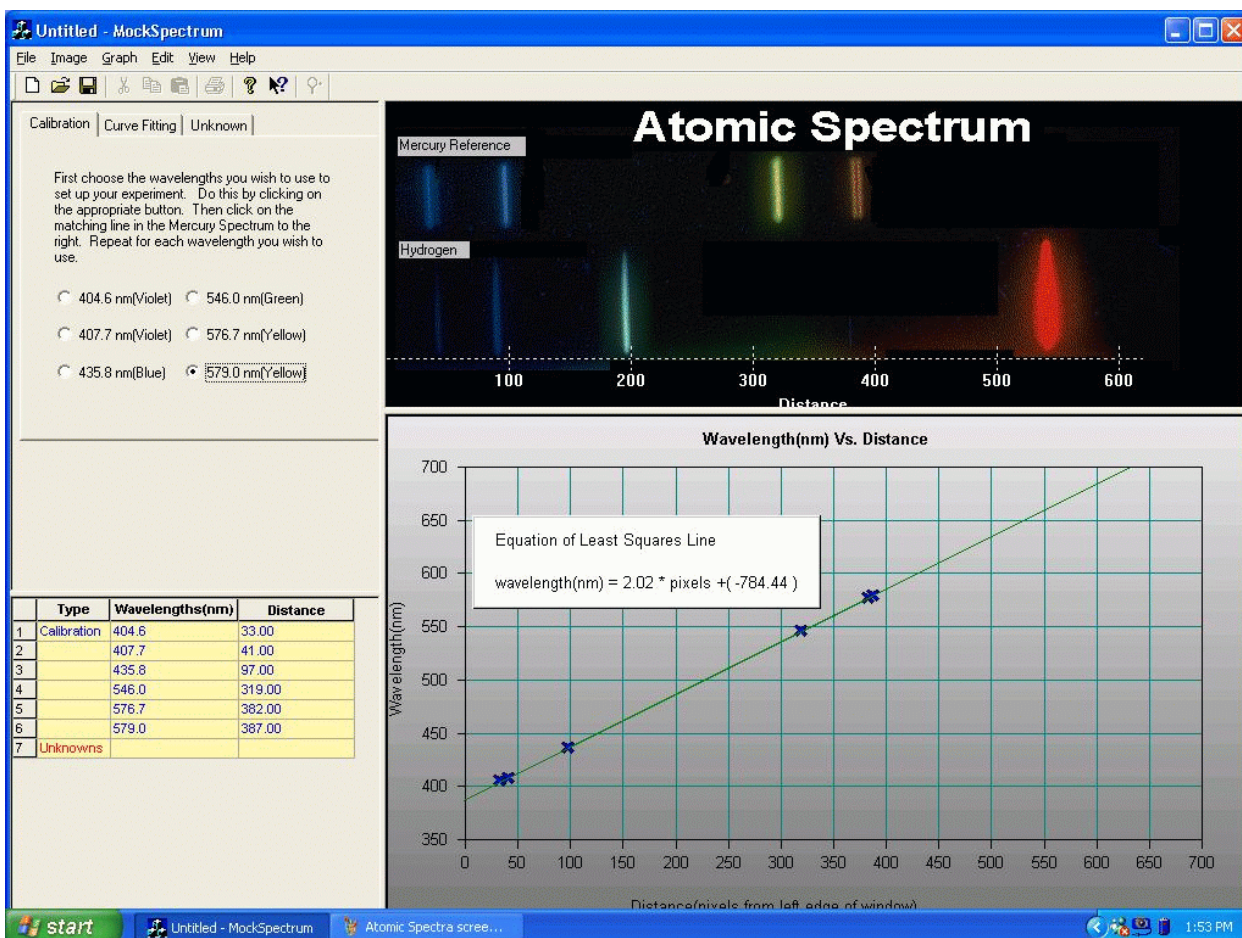 Untitled - MockSpectrum
File Image Graph Edit View Help
Calibration Curve Fitting Unknown
First choose the wavelengths you wish to use to
set up your experiment. Do this by clicking on
the appropriate button. Then click on the
matching line in the Mercury Spectrum to the
right. Repeat for each wavelength you wish to
use.
404.6 nm(Violet) 546.0 nm(Green)
407.7 nm(Violet) 576.7 nm(Yellow)
435.8 nm(Blue) 579.0 nm(Yellow)
Type Wavelengths(nm) Distance
1 Calibration 404.6 33.00
2 407.7 41.00
3 435.8 97.00
4 546.0 319.00
5 576.7 382.00
6 579.0 387.00
7 Unknowns
Atomic Spectrum
Mercury Reference
Hydrogen
100 200 300 400 500 600
Distance
Wavelength(nm) Vs. Distance
Equation of Least Squares Line
wavelength(nm) = 2.02 * pixels +( -784.44 )
Wavelength(nm)
700
650
600
550
500
450
400
350
0 50 100 150 200 250 300 350 400 450 500 550 600 650 700
Distance(pixels from left edge of window)
start Untitled - MockSpectrum Atomic Spectra scree... 1:53 PM